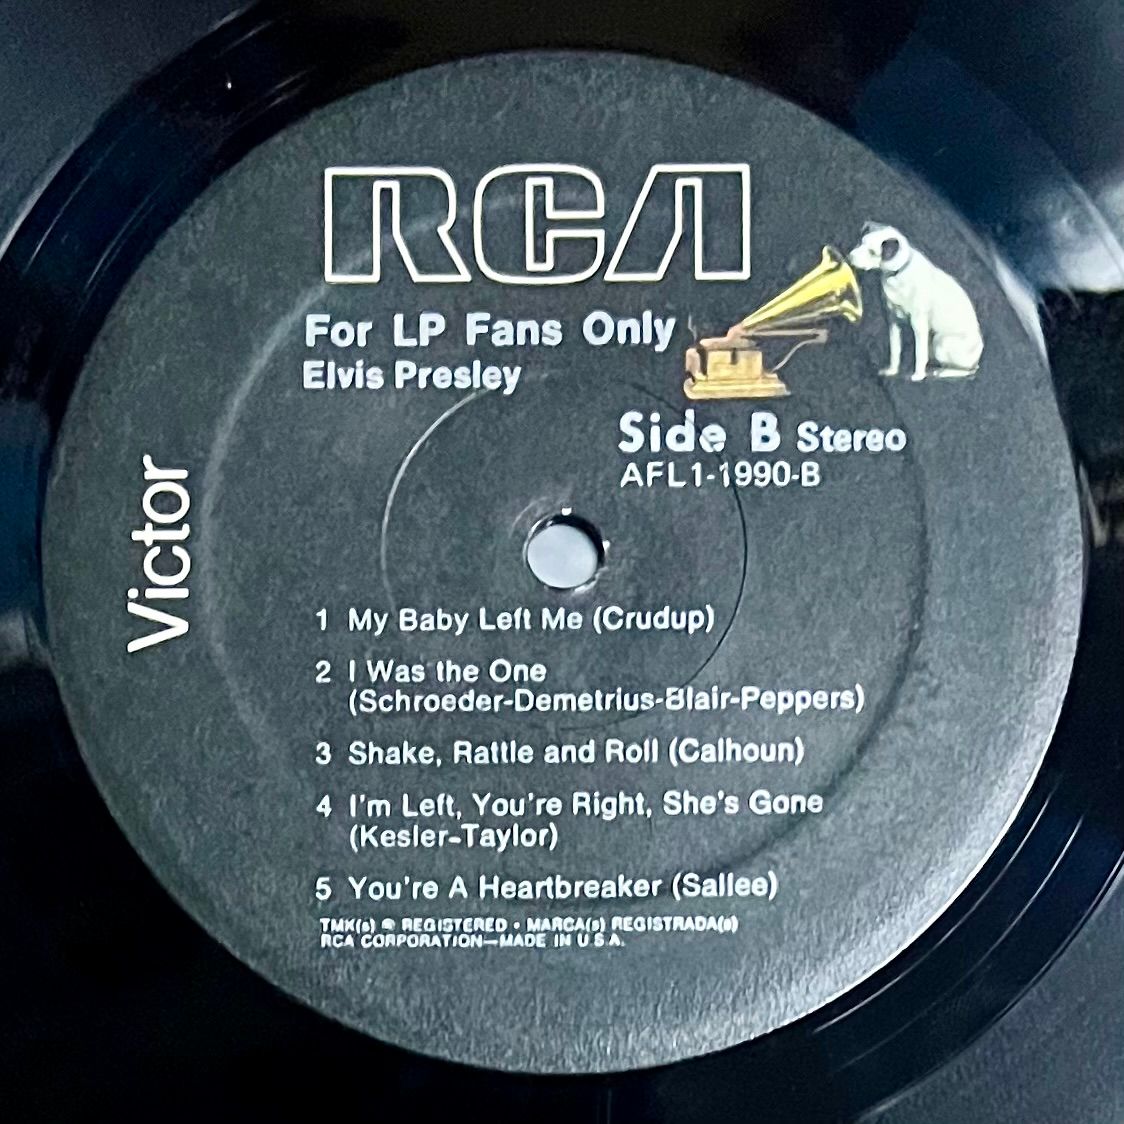 RCA
For LP Fans Only
Elvis Presley
Side B Stereo
AFL1-1990-B
Victor
1 My Baby Left Me (Crudup)
2 I Was the One
(Schroeder-Demetrius-Blair-Peppers)
3 Shake, Rattle and Roll (Calhoun)
4 I'm Left, You're Right, She's Gone
(Kesler-Taylor)
5 You're A Heartbreaker (Sallee)
TMK(s) ® REGISTERED • MARCA(s) REGISTRADA(s)
RCA CORPORATION—MADE IN U.S.A.